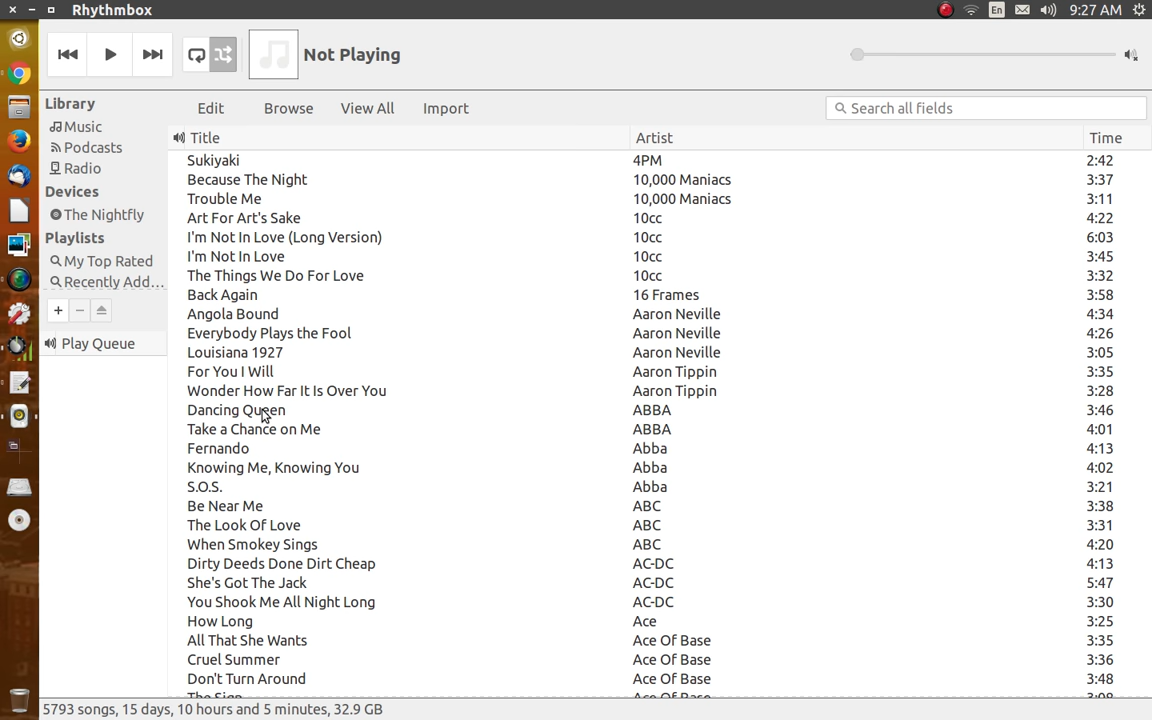 Rhythmbox
En
9:27 AM
Not Playing
Library
Music
Podcasts
Radio
Devices
The Nightfly
Playlists
My Top Rated
Recently Add...
+
−
Play Queue
Edit Browse View All Import
Search all fields
Title Artist Time
Sukiyaki 4PM 2:42
Because The Night 10,000 Maniacs 3:37
Trouble Me 10,000 Maniacs 3:11
Art For Art's Sake 10cc 4:22
I'm Not In Love (Long Version) 10cc 6:03
I'm Not In Love 10cc 3:45
The Things We Do For Love 10cc 3:32
Back Again 16 Frames 3:58
Angola Bound Aaron Neville 4:34
Everybody Plays the Fool Aaron Neville 4:26
Louisiana 1927 Aaron Neville 3:05
For You I Will Aaron Tippin 3:35
Wonder How Far It Is Over You Aaron Tippin 3:28
Dancing Queen ABBA 3:46
Take a Chance on Me ABBA 4:01
Fernando Abba 4:13
Knowing Me, Knowing You Abba 4:02
S.O.S. Abba 3:21
Be Near Me ABC 3:38
The Look Of Love ABC 3:31
When Smokey Sings ABC 4:20
Dirty Deeds Done Dirt Cheap AC-DC 4:13
She's Got The Jack AC-DC 5:47
You Shook Me All Night Long AC-DC 3:30
How Long Ace 3:25
All That She Wants Ace Of Base 3:35
Cruel Summer Ace Of Base 3:36
Don't Turn Around Ace Of Base 3:48
The Sign Ace Of Base 3:08
5793 songs, 15 days, 10 hours and 5 minutes, 32.9 GB